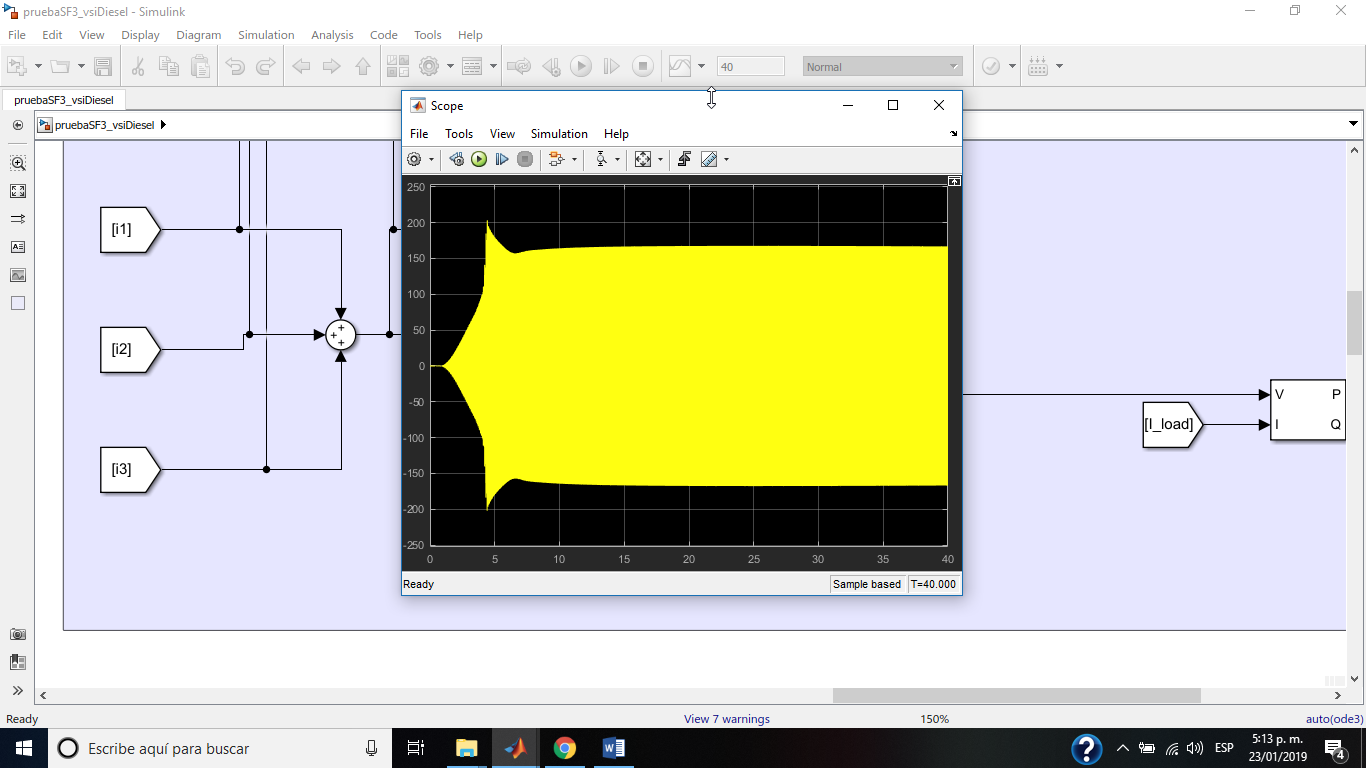 pruebaSF3_vsiDiesel - Simulink
File Edit View Display Diagram Simulation Analysis Code Tools Help
40 Normal
pruebaSF3_vsiDiesel
pruebaSF3_vsiDiesel
[i1]
[i2]
[i3]
Scope
File Tools View Simulation Help
250
200
150
100
50
0
-50
-100
-150
-200
-250
0 5 10 15 20 25 30 35 40
Ready Sample based T=40.000
[I_load]
V P
I Q
Ready View 7 warnings 150% auto(ode3)
Escribe aquí para buscar
ESP
5:13 p. m.
23/01/2019
4